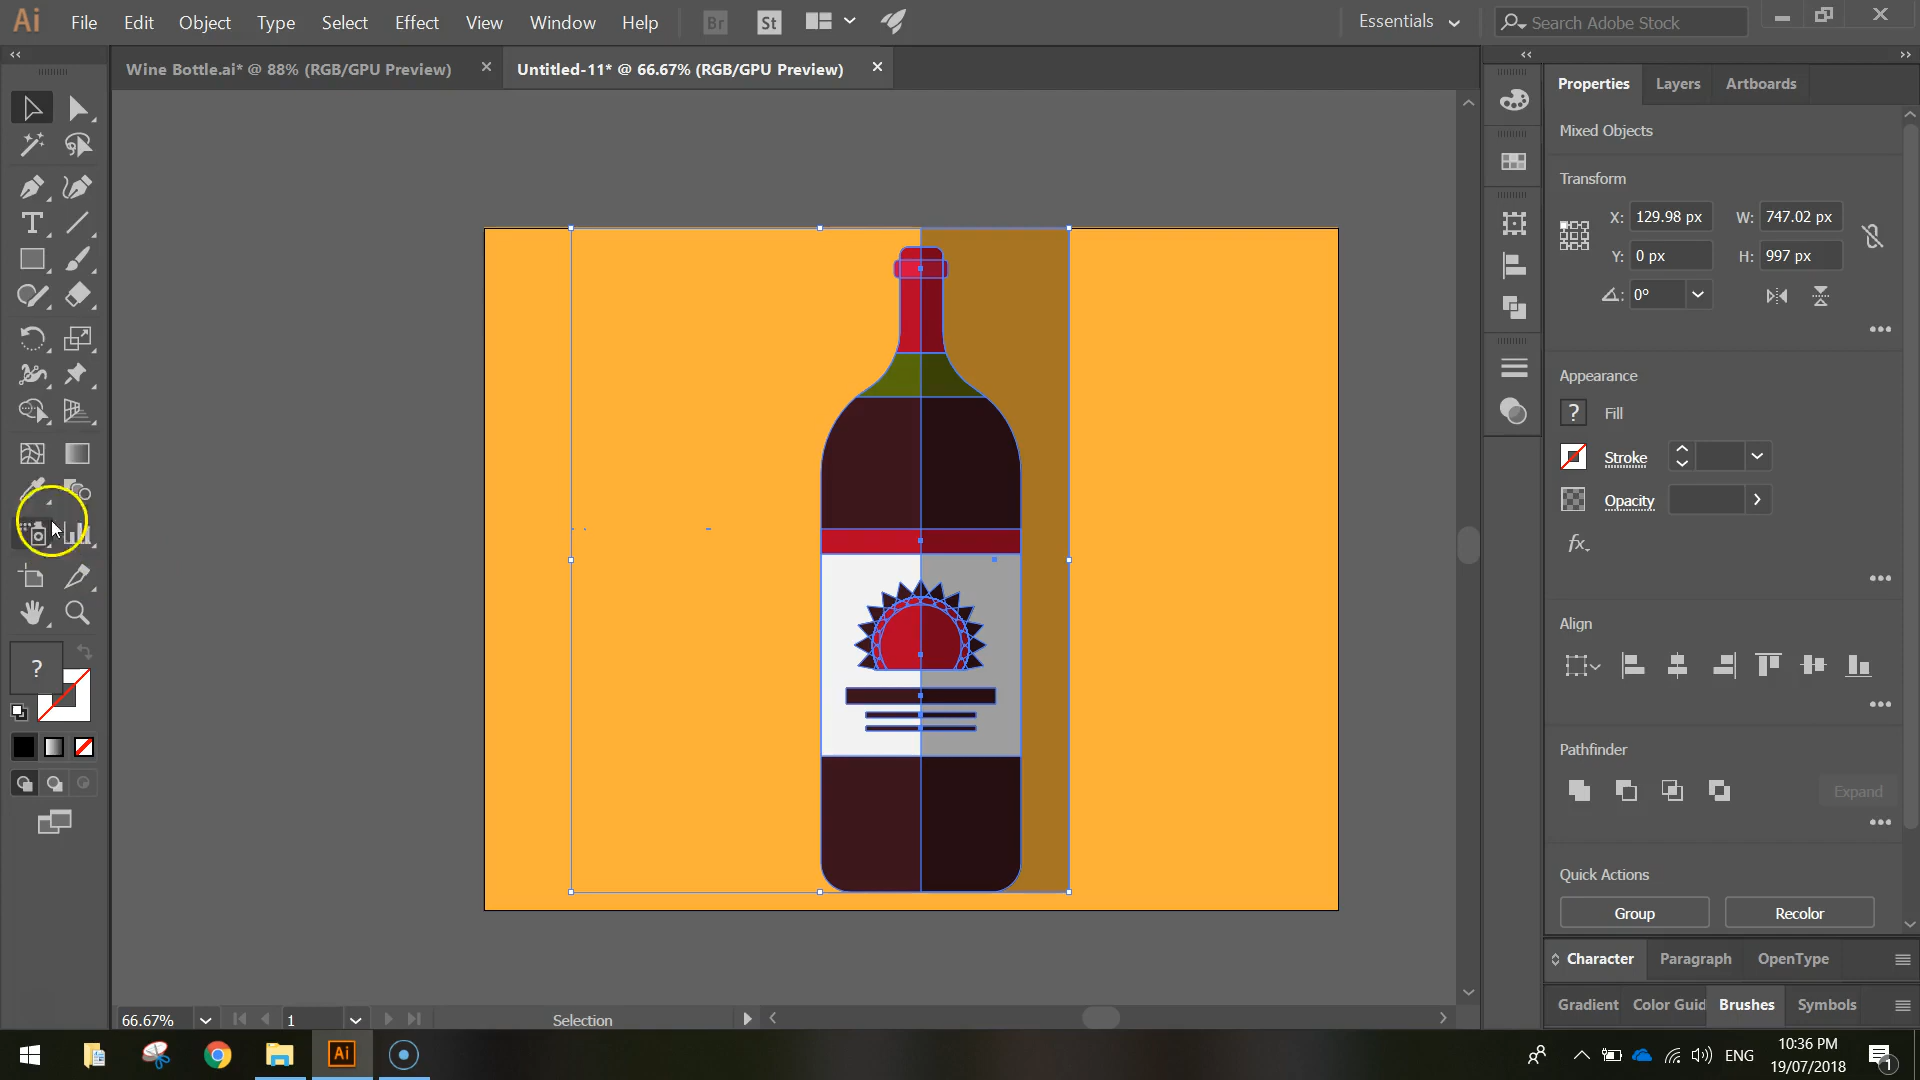 Ai File Edit Object Type Select Effect View Window Help Br St Essentials Search Adobe Stock
Wine Bottle.ai* @ 88% (RGB/GPU Preview) Untitled-11* @ 66.67% (RGB/GPU Preview)
Properties Layers Artboards
Mixed Objects
Transform
X: 129.98 px W: 747.02 px
Y: 0 px H: 997 px
0°
Appearance
? Fill
Stroke
Opacity
fx
Align
Pathfinder
Expand
Quick Actions
Group Recolor
Character Paragraph OpenType
Gradient Color Guid Brushes Symbols
T
?
66.67% 1 Selection
Ai ENG
10:36 PM
19/07/2018
1